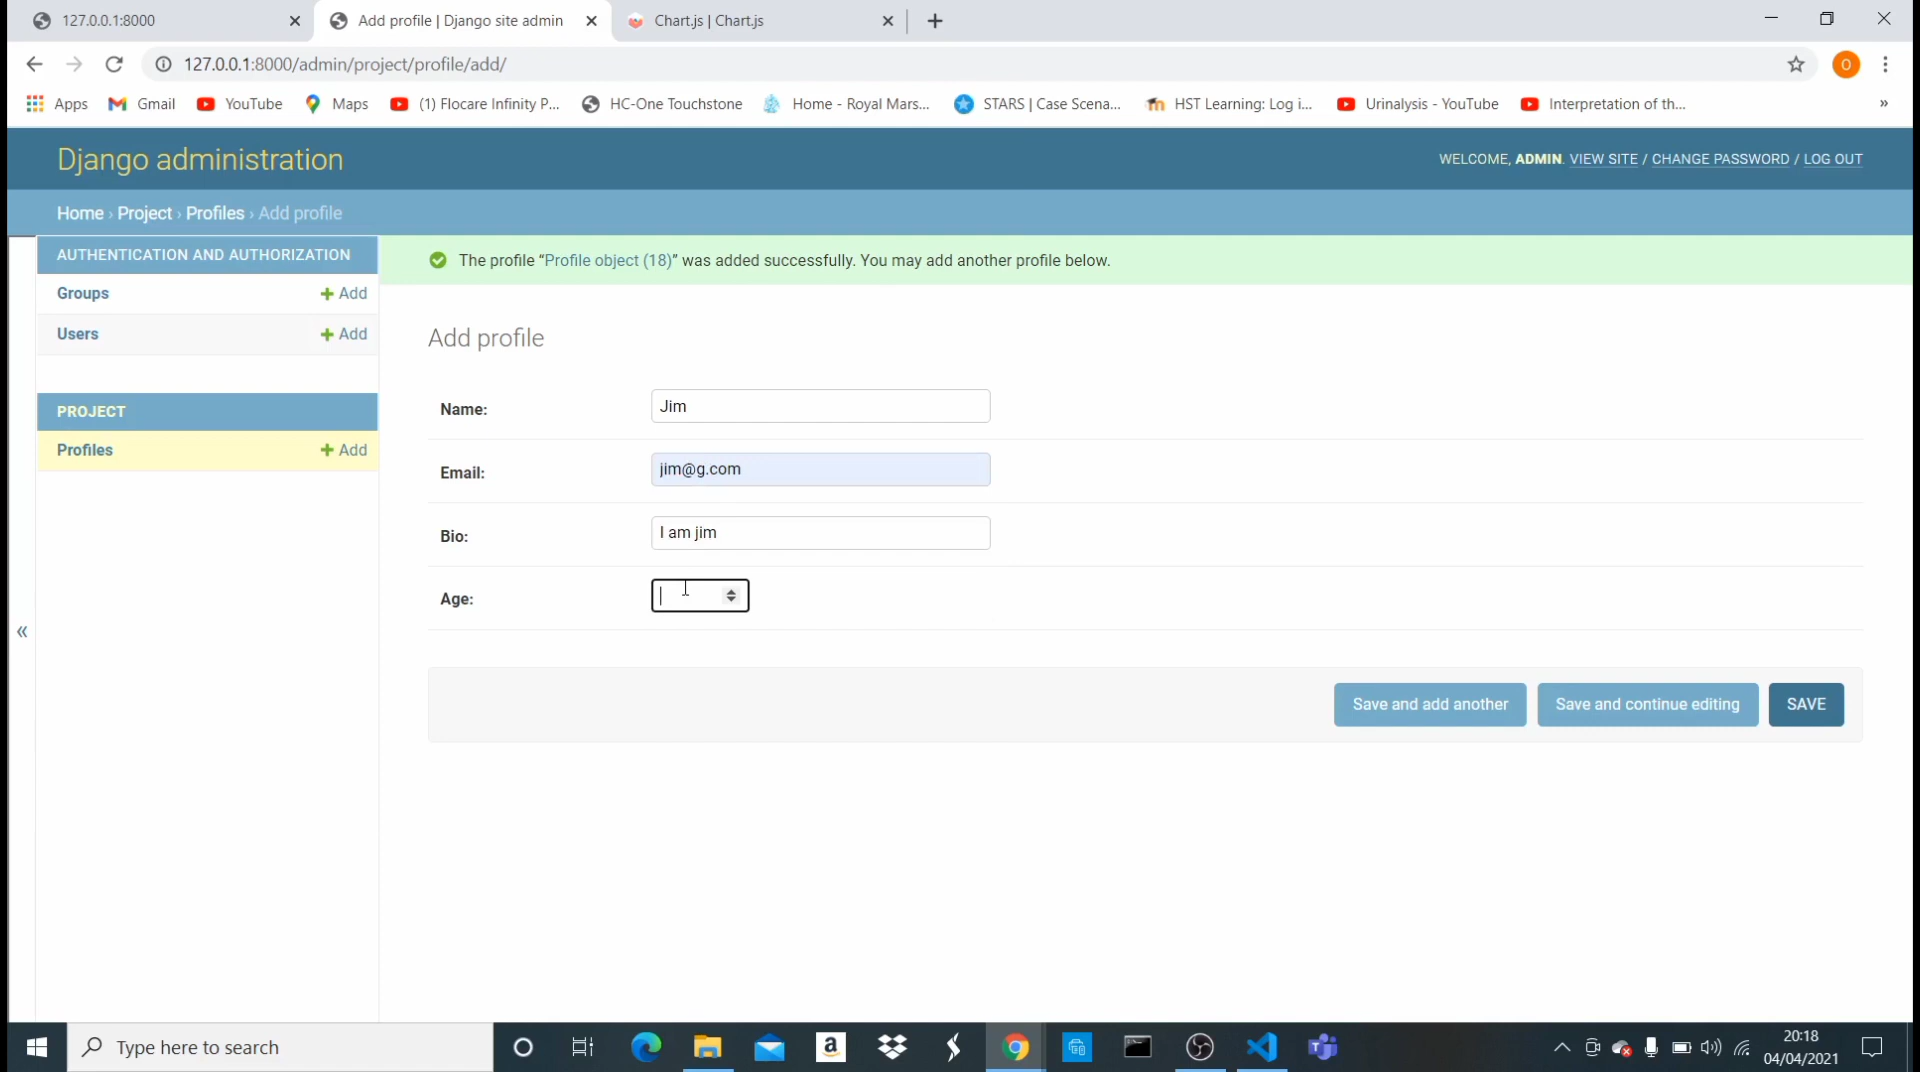 127.0.0.1:8000
Add profile | Django site admin
Chart.js | Chart.js
127.0.0.1:8000/admin/project/profile/add/
O
Apps
Gmail
YouTube
Maps
(1) Flocare Infinity P...
HC-One Touchstone
Home - Royal Mars...
STARS | Case Scena...
HST Learning: Log i...
Urinalysis - YouTube
Interpretation of th...
»
Django administration
WELCOME, ADMIN. VIEW SITE / CHANGE PASSWORD / LOG OUT
Home › Project › Profiles › Add profile
AUTHENTICATION AND AUTHORIZATION
Groups
+ Add
Users
+ Add
PROJECT
Profiles
+ Add
«
The profile “Profile object (18)” was added successfully. You may add another profile below.
Add profile
Name:
Jim
Email:
jim@g.com
Bio:
I am jim
Age:
Save and add another
Save and continue editing
SAVE
Type here to search
20:18
04/04/2021